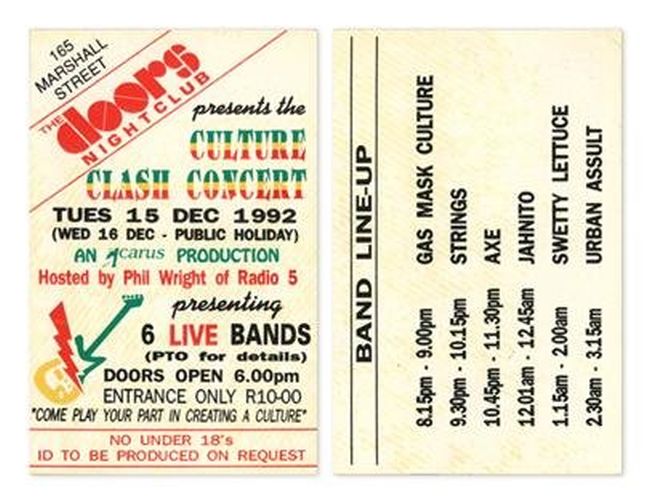 165
MARSHALL
STREET
THE doors
NIGHTCLUB
presents the
CULTURE
CLASH CONCERT
TUES 15 DEC 1992
(WED 16 DEC - PUBLIC HOLIDAY)
AN Acarus PRODUCTION
Hosted by Phil Wright of Radio 5
presenting
6 LIVE BANDS
(PTO for details)
DOORS OPEN 6.00pm
ENTRANCE ONLY R10-00
"COME PLAY YOUR PART IN CREATING A CULTURE"
NO UNDER 18's
ID TO BE PRODUCED ON REQUEST
BAND LINE-UP
8.15pm - 9.00pm GAS MASK CULTURE
9.30pm - 10.15pm STRINGS
10.45pm - 11.30pm AXE
12.01am - 12.45am JAHNITO
1.15am - 2.00am SWETTY LETTUCE
2.30am - 3.15am URBAN ASSULT